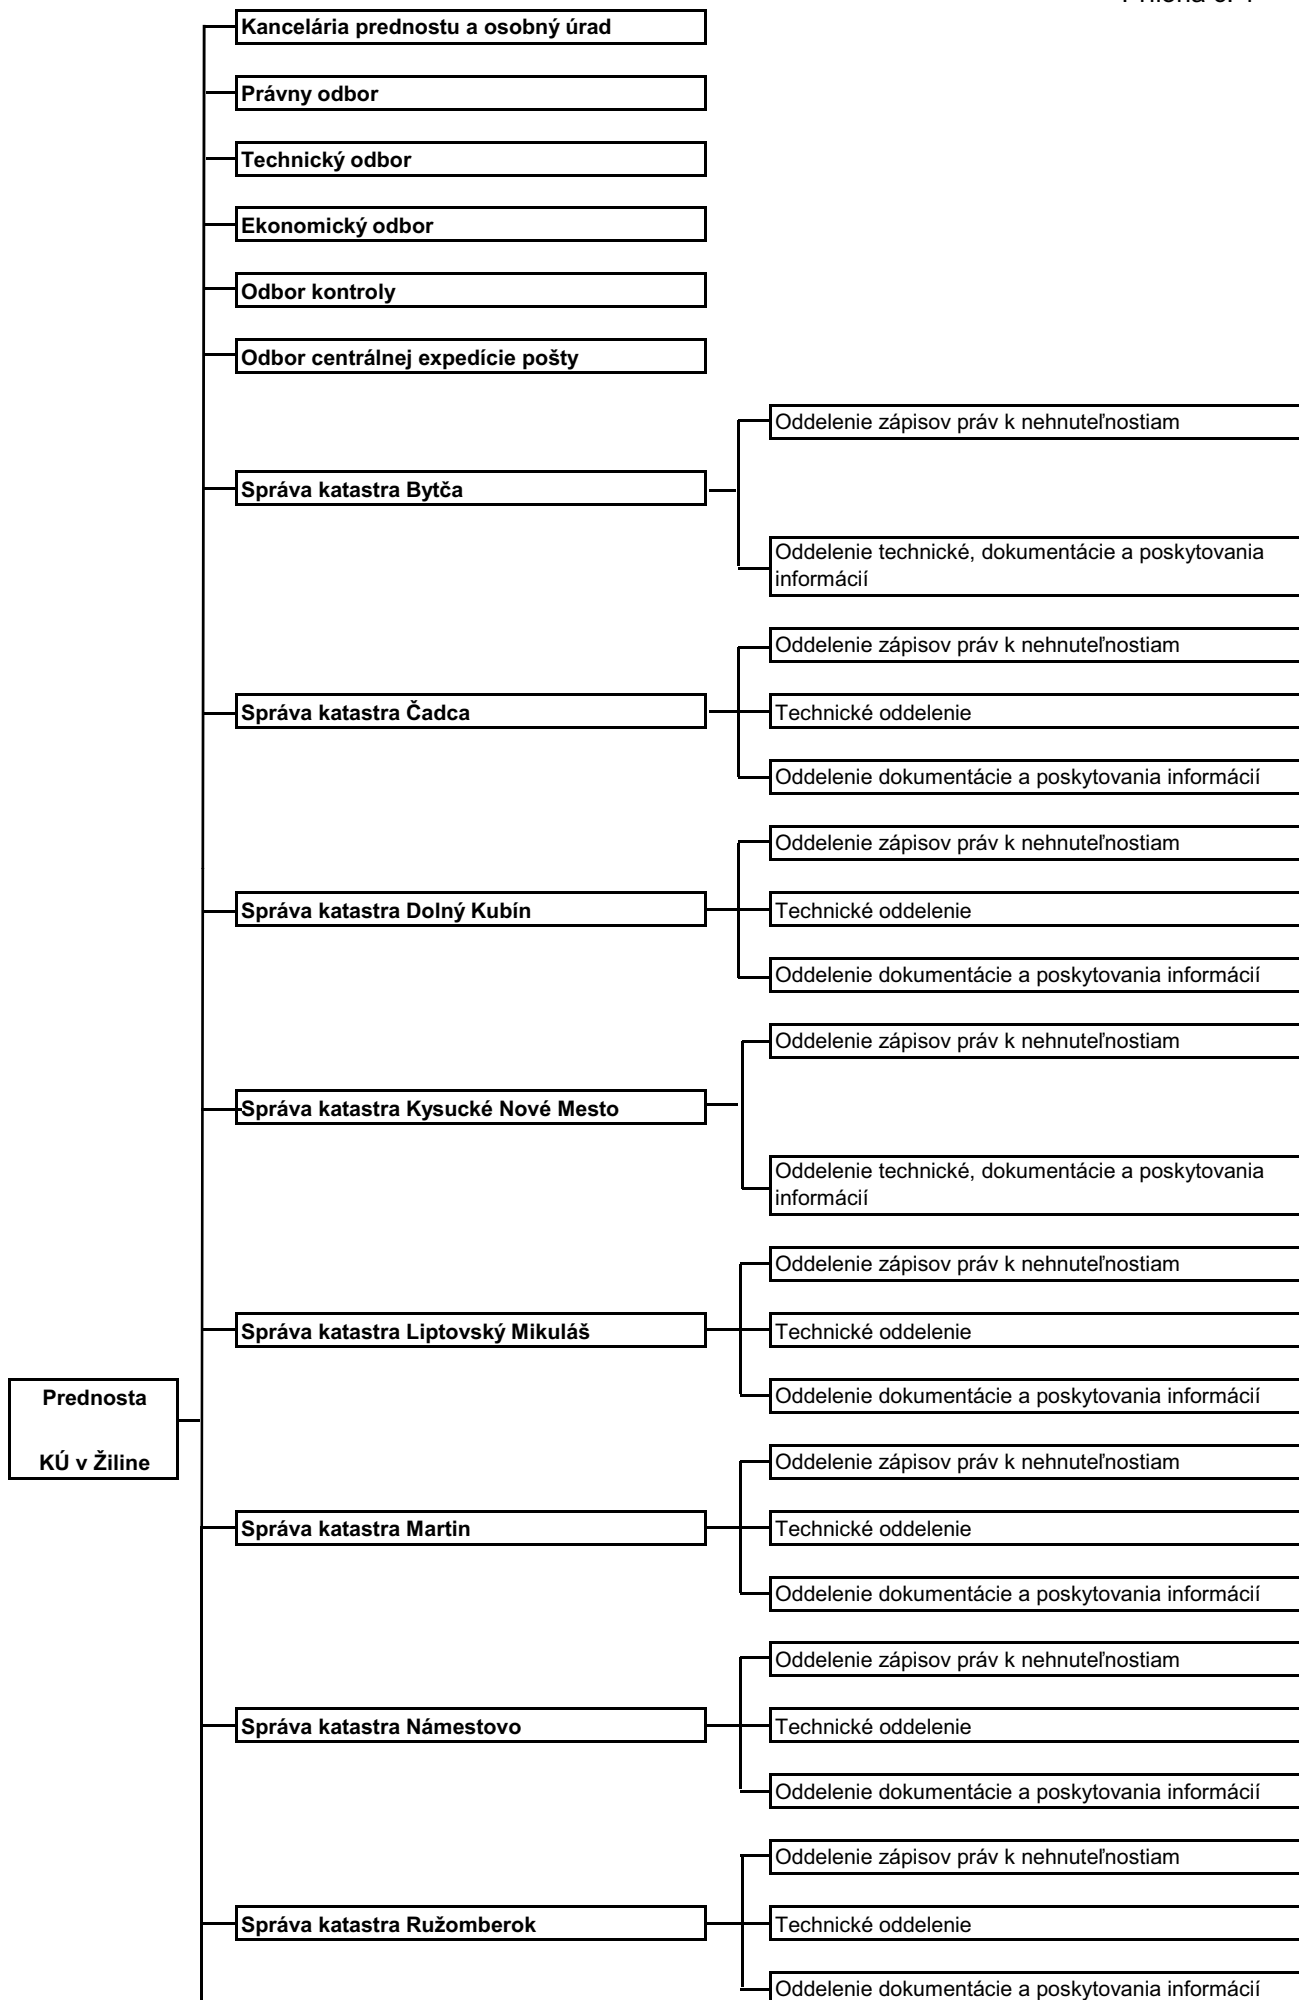 Kancelária prednostu a osobný úrad
Právny odbor
Technický odbor
Ekonomický odbor
Odbor kontroly
Odbor centrálnej expedície pošty
Oddelenie zápisov práv k nehnuteľnostiam
Správa katastra Bytča
Oddelenie technické, dokumentácie a poskytovania
informácií
Oddelenie zápisov práv k nehnuteľnostiam
Správa katastra Čadca
Technické oddelenie
Oddelenie dokumentácie a poskytovania informácií
Oddelenie zápisov práv k nehnuteľnostiam
Správa katastra Dolný Kubín
Technické oddelenie
Oddelenie dokumentácie a poskytovania informácií
Oddelenie zápisov práv k nehnuteľnostiam
Správa katastra Kysucké Nové Mesto
Oddelenie technické, dokumentácie a poskytovania
informácií
Oddelenie zápisov práv k nehnuteľnostiam
Správa katastra Liptovský Mikuláš
Technické oddelenie
Prednosta
KÚ v Žiline
Oddelenie dokumentácie a poskytovania informácií
Oddelenie zápisov práv k nehnuteľnostiam
Správa katastra Martin
Technické oddelenie
Oddelenie dokumentácie a poskytovania informácií
Oddelenie zápisov práv k nehnuteľnostiam
Správa katastra Námestovo
Technické oddelenie
Oddelenie dokumentácie a poskytovania informácií
Oddelenie zápisov práv k nehnuteľnostiam
Správa katastra Ružomberok
Technické oddelenie
Oddelenie dokumentácie a poskytovania informácií